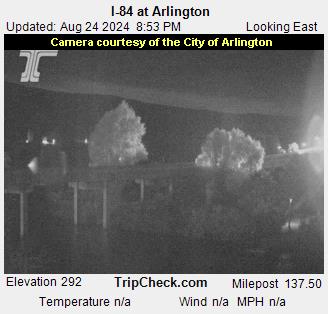 I-84 at Arlington
Updated: Aug 24 2024 8:53 PM Looking East
Camera courtesy of the City of Arlington
Elevation 292 TripCheck.com Milepost 137.50
Temperature n/a Wind n/a MPH n/a